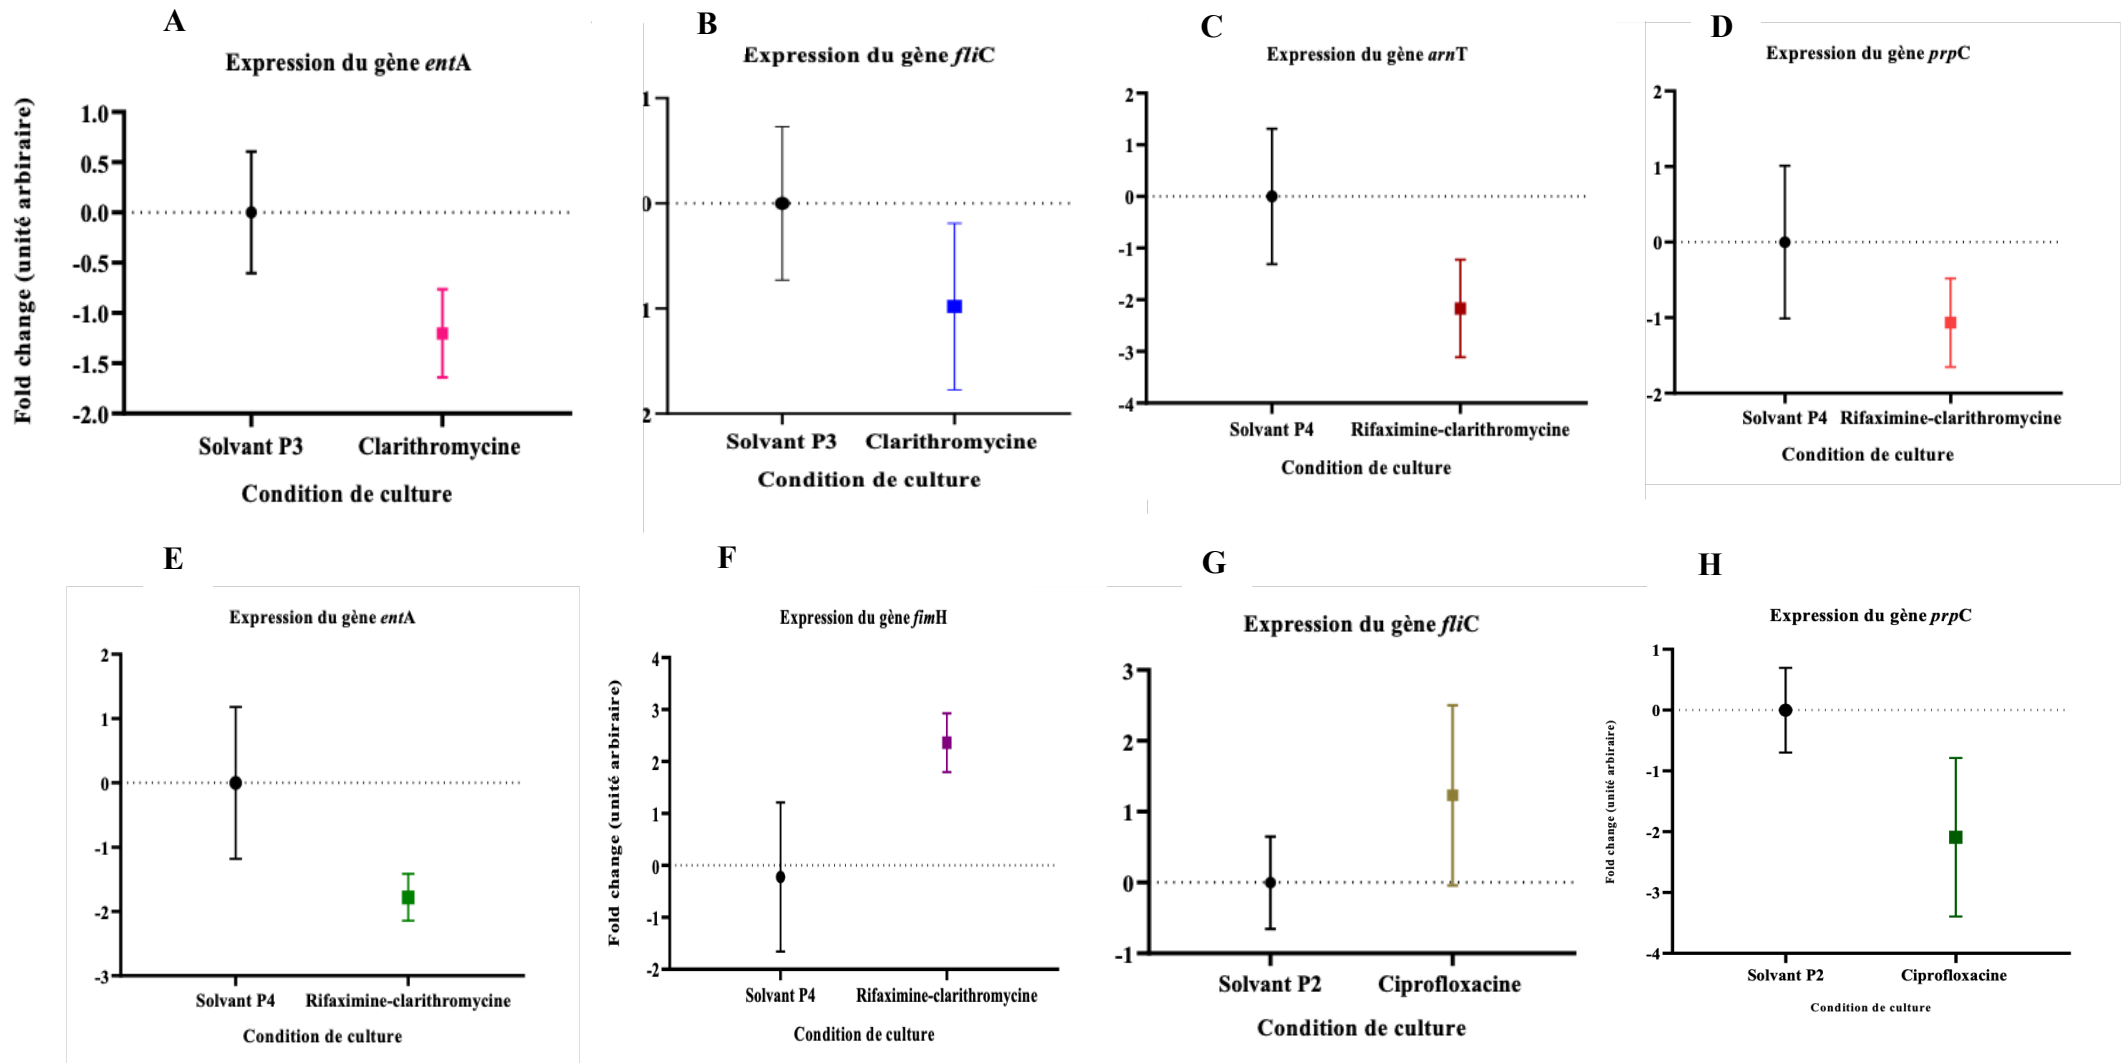 A
Expression du gène entA
Fold change (unité arbiraire)
1.0
0.5
0.0
-0.5
-1.0
-1.5
-2.0
Solvant P3 Clarithromycine
Condition de culture
B
Expression du gène fliC
1
0
1
2
Solvant P3 Clarithromycine
Condition de culture
C
Expression du gène arnT
2
1
0
-1
-2
-3
-4
Solvant P4 Rifaximine-clarithromycine
Condition de culture
D
Expression du gène prpC
2
1
0
-1
-2
Solvant P4 Rifaximine-clarithromycine
Condition de culture
E
Expression du gène entA
2
1
0
-1
-2
-3
Solvant P4 Rifaximine-clarithromycine
Condition de culture
F
Expression du gène fimH
Fold change (unité arbiraire)
4
3
2
1
0
-1
-2
Solvant P4 Rifaximine-clarithromycine
Condition de culture
G
Expression du gène fliC
3
2
1
0
-1
Solvant P2 Ciprofloxacine
Condition de culture
H
Expression du gène prpC
Fold change (unité arbiraire)
1
0
-1
-2
-3
-4
Solvant P2 Ciprofloxacine
Condition de culture